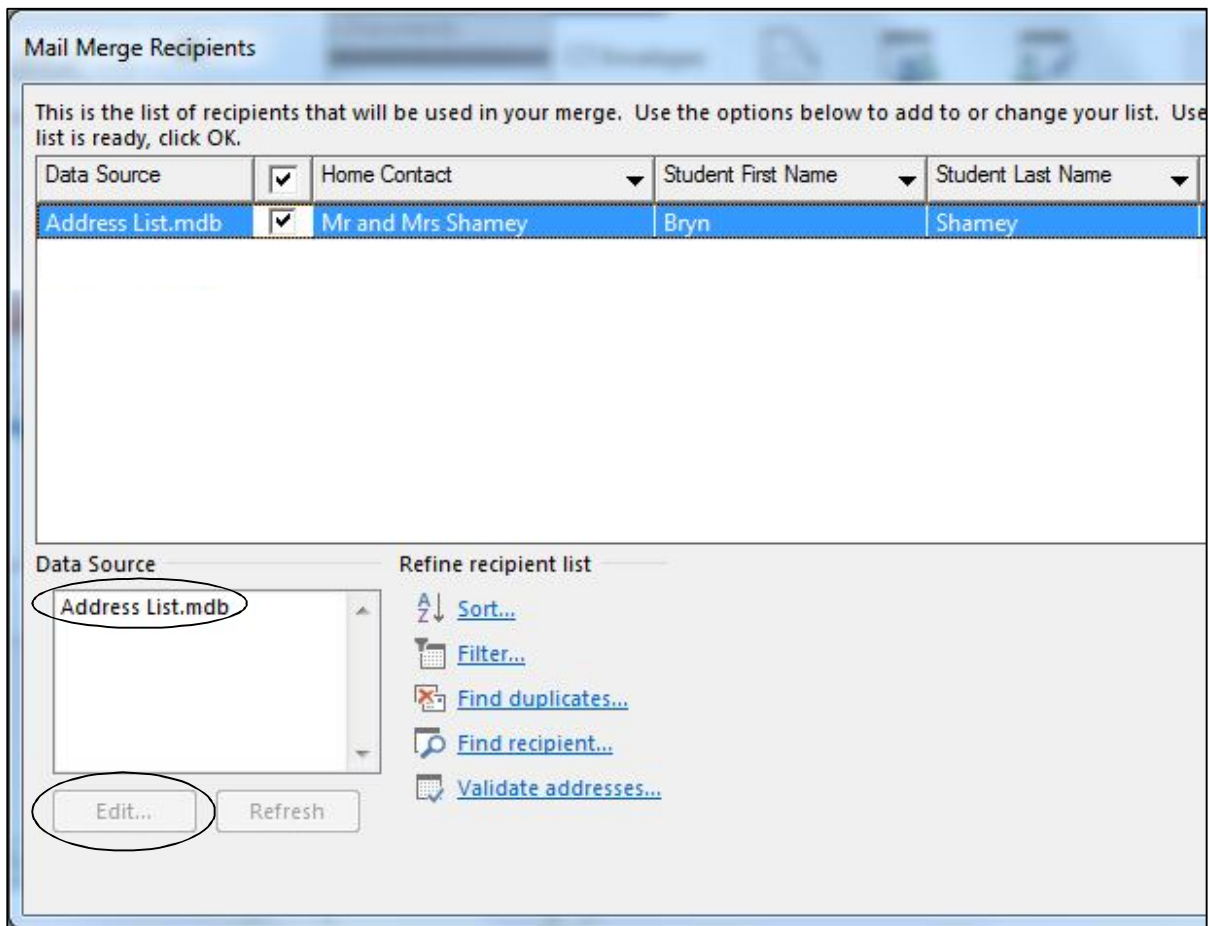 Mail Merge Recipients
This is the list of recipients that will be used in your merge. Use the options below to add to or change your list. Use
list is ready, click OK.
Data Source Home Contact Student First Name Student Last Name
Address List.mdb Mr and Mrs Shamey Bryn Shamey
Data Source Refine recipient list
Address List.mdb
Sort...
Filter...
Find duplicates...
Find recipient...
Validate addresses...
Edit... Refresh